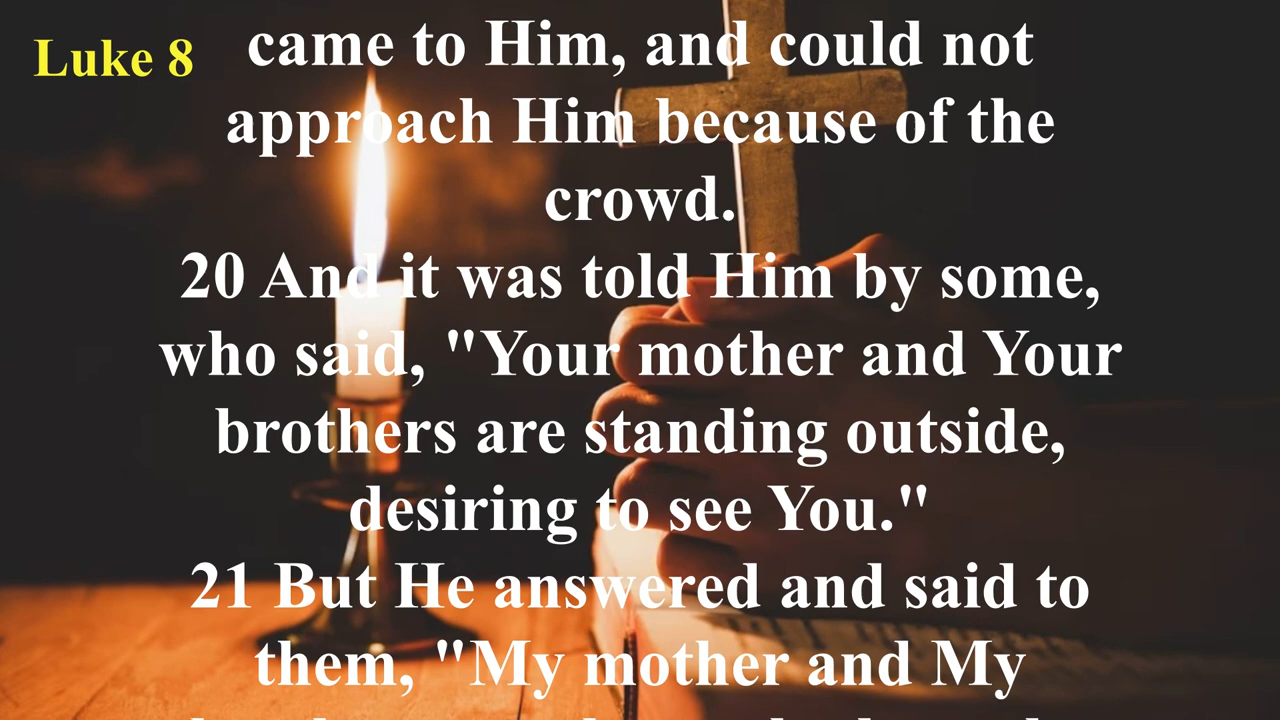 Luke 8
came to Him, and could not
approach Him because of the
crowd.
20 And it was told Him by some,
who said, "Your mother and Your
brothers are standing outside,
desiring to see You."
21 But He answered and said to
them, "My mother and My